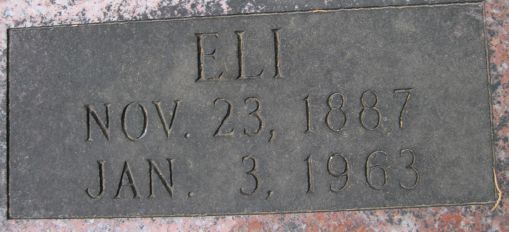 ELI
NOV. 23, 1887
JAN. 3, 1963